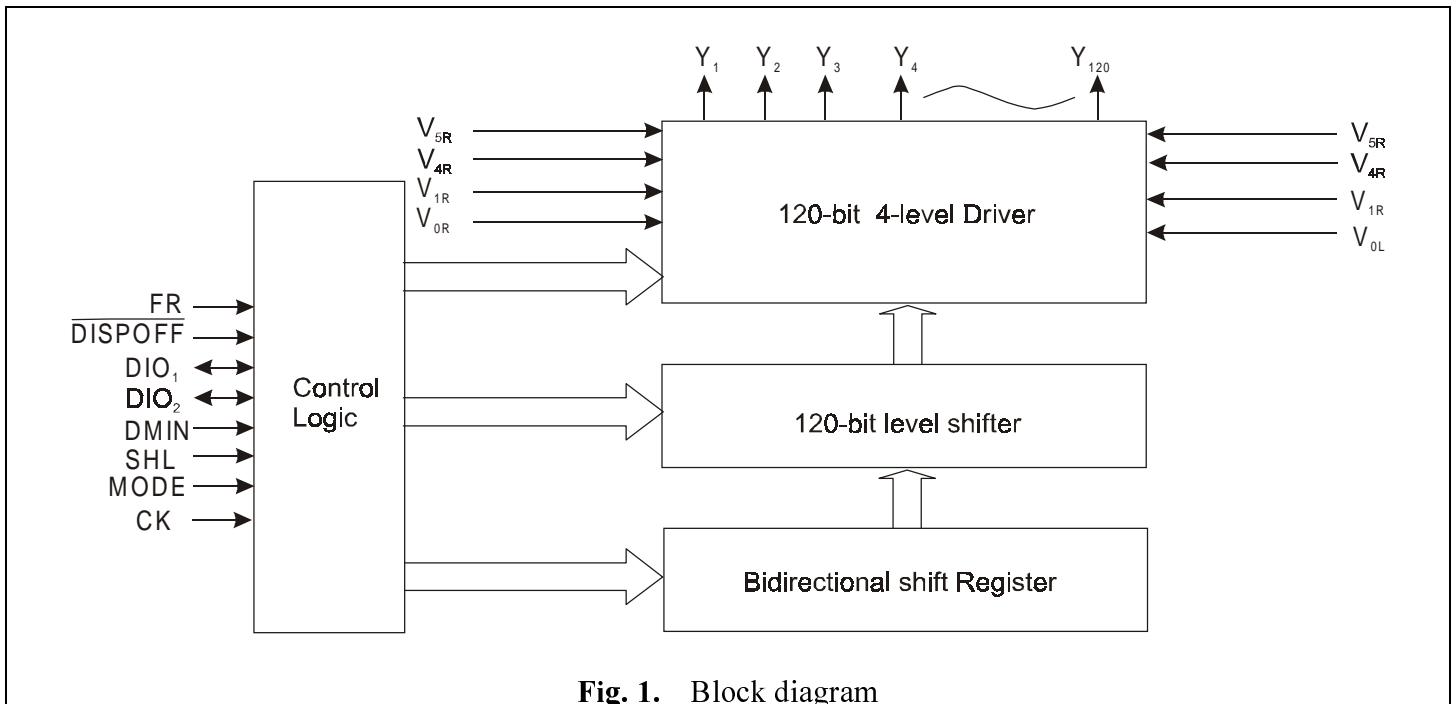 Y₁ Y₂ Y₃ Y₄ Y₁₂₀
V₅R
V₄R
V₁R
V₀R
120-bit 4-level Driver
V₅R
V₄R
V₁R
V₀L
FR
DISPOFF
DIO₁
DIO₂
DMIN
SHL
MODE
CK
Control
Logic
120-bit level shifter
Bidirectional shift Register
Fig. 1. Block diagram